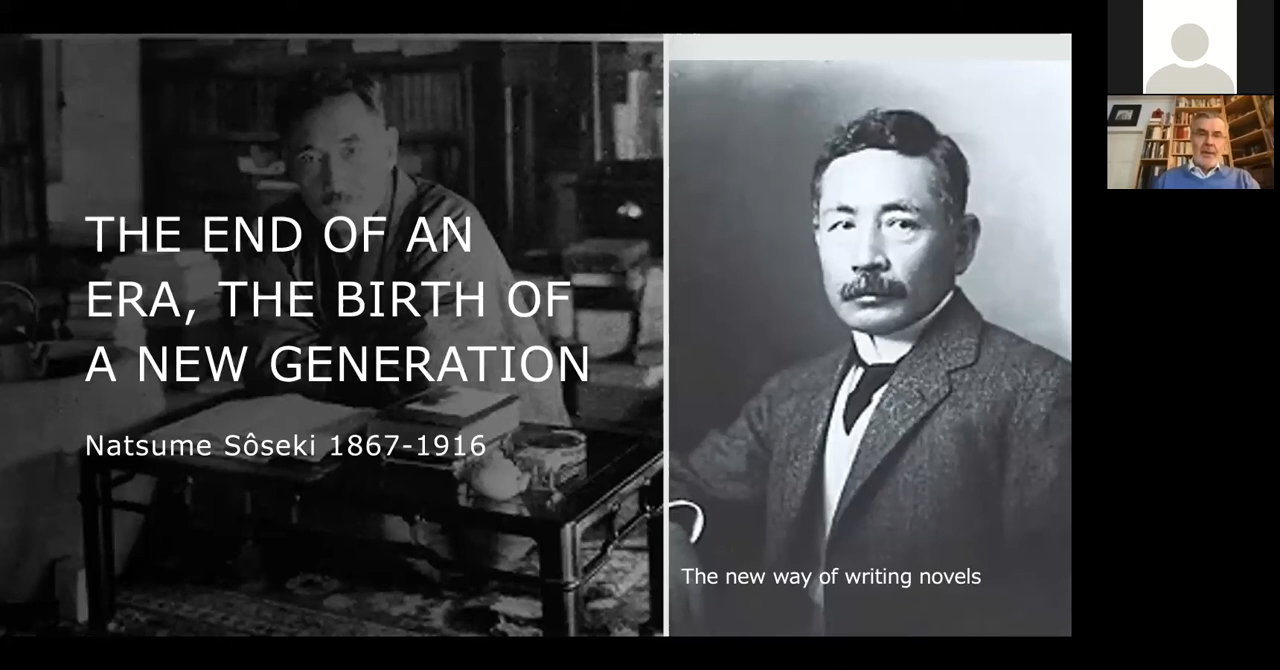 THE END OF AN
ERA, THE BIRTH OF
A NEW GENERATION
Natsume Sôseki 1867-1916
The new way of writing novels